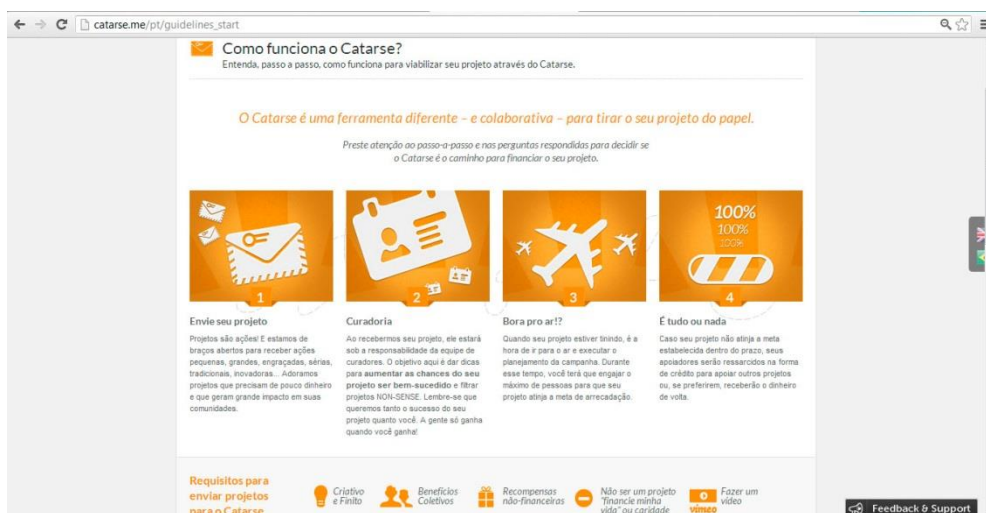 catarse.me/pt/guidelines_start
Como funciona o Catarse?
Entenda, passo a passo, como funciona para viabilizar seu projeto através do Catarse.
O Catarse é uma ferramenta diferente – e colaborativa – para tirar o seu projeto do papel.
Preste atenção ao passo-a-passo e nas perguntas respondidas para decidir se
o Catarse é o caminho para financiar o seu projeto.
1
Envie seu projeto
Projetos são ações! E estamos de
braços abertos para receber ações
pequenas, grandes, engraçadas, sérias,
tradicionais, inovadoras... Adoramos
projetos que precisam de pouco dinheiro
e que geram grande impacto em suas
comunidades.
2
Curadoria
Ao recebermos seu projeto, ele estará
sob a responsabilidade da equipe de
curadores. O objetivo aqui é dar dicas
para aumentar as chances do seu
projeto ser bem-sucedido e filtrar
projetos NON-SENSE. Lembre-se que
queremos tanto o sucesso do seu
projeto quanto você. A gente só ganha
quando você ganha!
3
Bora pro ar!?
Quando seu projeto estiver tinindo, é a
hora de ir para o ar e executar o
planejamento da campanha. Durante
esse tempo, você terá que engajar o
máximo de pessoas para que seu
projeto atinja a meta de arrecadação.
100%
100%
100%
4
É tudo ou nada
Caso seu projeto não atinja a meta
estabelecida dentro do prazo, seus
apoiadores serão ressarcidos na forma
de crédito para apoiar outros projetos
ou, se preferirem, receberão o dinheiro
de volta.
Requisitos para
enviar projetos
para o Catarse
Criativo
e Finito
Benefícios
Coletivos
Recompensas
não-financeiras
Não ser um projeto
"financie minha
vida" ou caridade
vimeo
Fazer um
vídeo
Feedback & Support